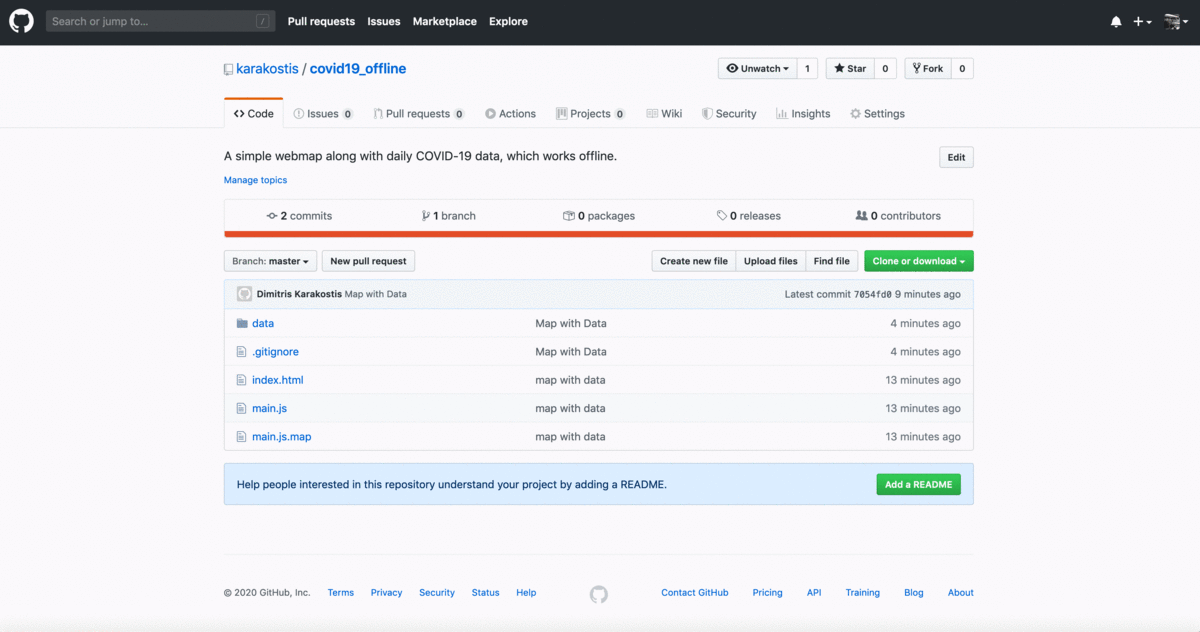 Search or jump to... /
Pull requests Issues Marketplace Explore
karakostis / covid19_offline
Unwatch 1 Star 0 Fork 0
Code Issues 0 Pull requests 0 Actions Projects 0 Wiki Security Insights Settings
A simple webmap along with daily COVID-19 data, which works offline.
Edit
Manage topics
2 commits 1 branch 0 packages 0 releases 0 contributors
Branch: master New pull request Create new file Upload files Find file Clone or download
Dimitris Karakostis Map with Data Latest commit 7054fd0 9 minutes ago
data Map with Data 4 minutes ago
.gitignore Map with Data 4 minutes ago
index.html map with data 13 minutes ago
main.js map with data 13 minutes ago
main.js.map map with data 13 minutes ago
Help people interested in this repository understand your project by adding a README. Add a README
© 2020 GitHub, Inc. Terms Privacy Security Status Help Contact GitHub Pricing API Training Blog About